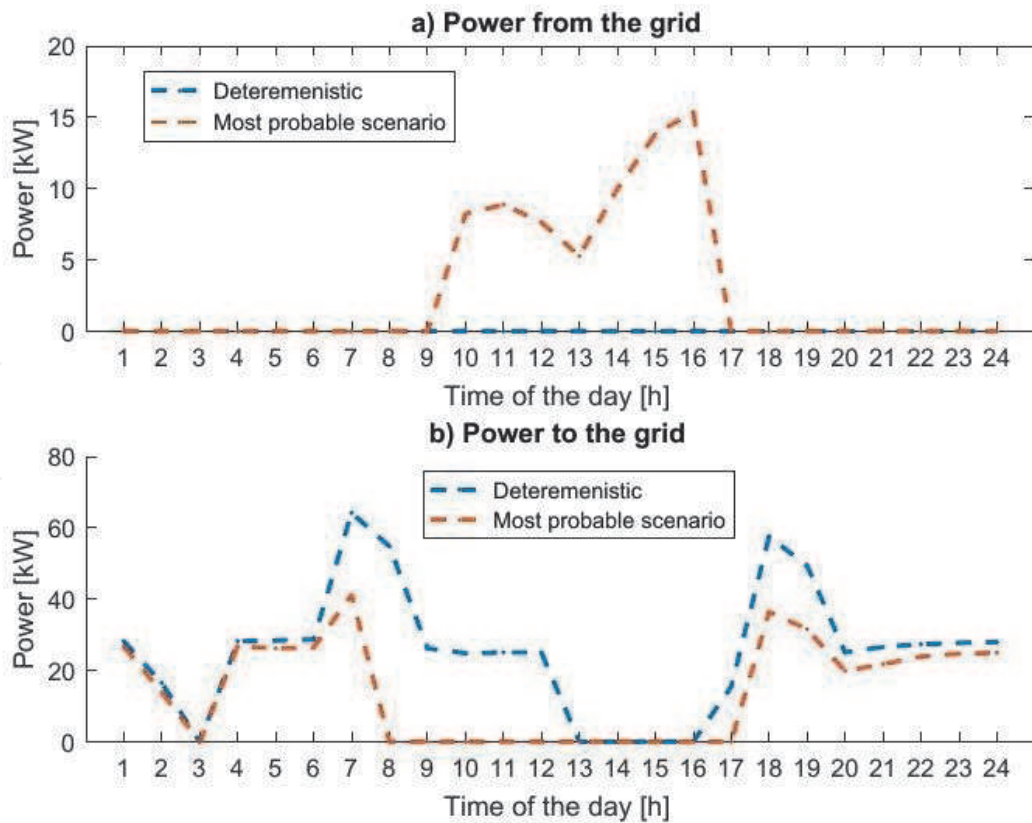 a) Power from the grid
20
15
10
5
0
Power [kW]
Deteremenistic
Most probable scenario
1 2 3 4 5 6 7 8 9 10 11 12 13 14 15 16 17 18 19 20 21 22 23 24
Time of the day [h]
b) Power to the grid
80
60
40
20
0
Power [kW]
Deteremenistic
Most probable scenario
1 2 3 4 5 6 7 8 9 10 11 12 13 14 15 16 17 18 19 20 21 22 23 24
Time of the day [h]